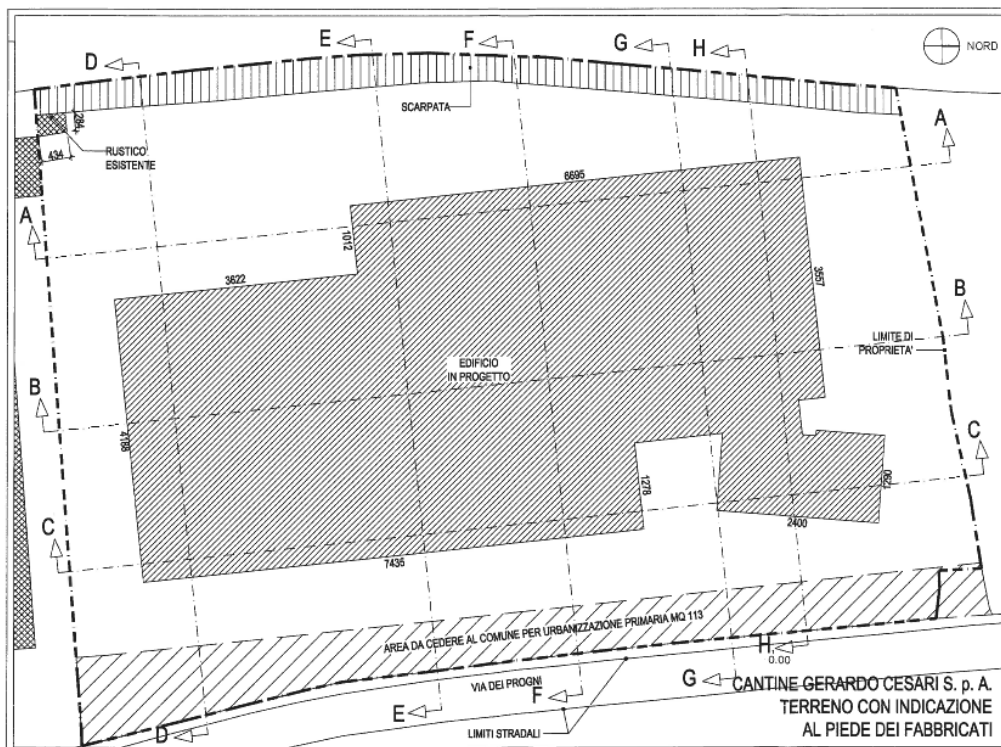 NORD
D
E
F
G
H
SCARPATA
284
434
RUSTICO
ESISTENTE
A
A
6695
1012
3622
3557
B
B
EDIFICIO
IN PROGETTO
LIMITE DI
PROPRIETA'
4188
C
C
1278
1290
2400
7435
AREA DA CEDERE AL COMUNE PER URBANIZZAZIONE PRIMARIA MQ 113
H
0.00
VIA DEI PROGNI
G
F
E
D
LIMITI STRADALI
CANTINE GERARDO CESARI S. p. A.
TERRENO CON INDICAZIONE
AL PIEDE DEI FABBRICATI